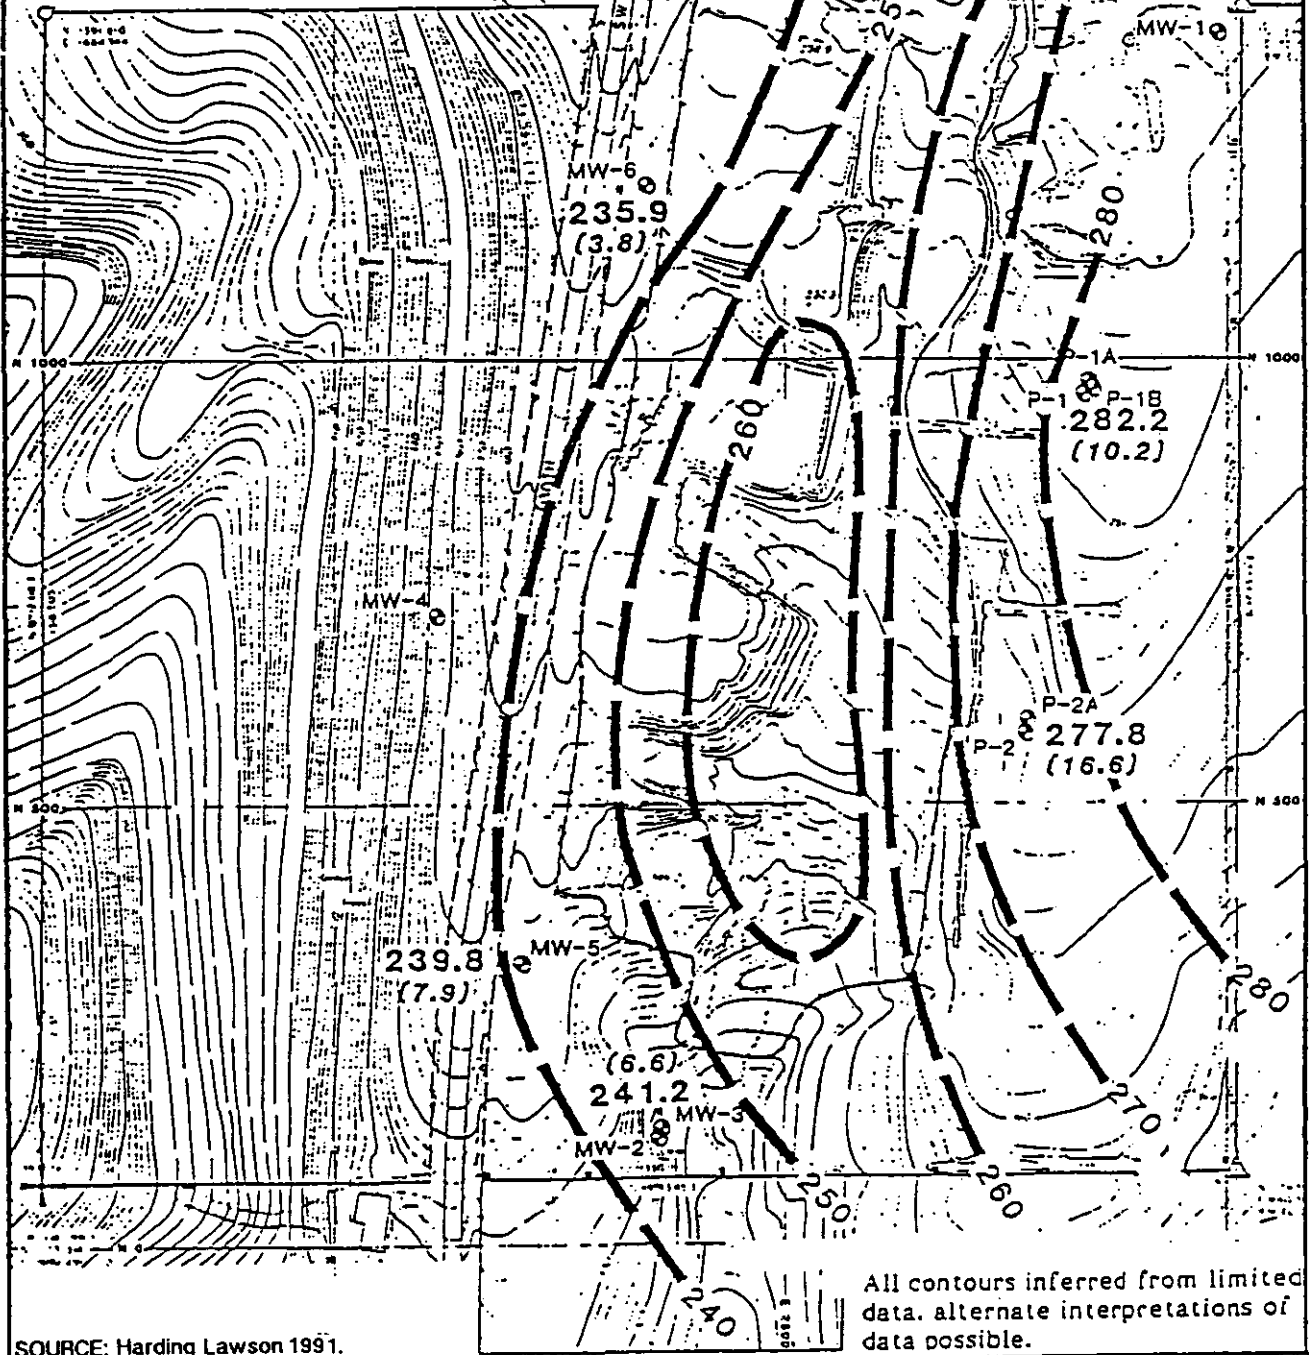 MW-1
25
MW-6
235.9
(3.8)
280
N 1000
N 1000
-1A
P-1
P-1B
282.2
(10.2)
260
MW-4
P-2A
P-2
277.8
(16.6)
N 500
N 500
239.8
MW-5
(7.9)
280
(6.6)
241.2
MW-3
270
MW-2
260
250
240
All contours inferred from limited
data. alternate interpretations of
data possible.
SOURCE: Harding Lawson 1991.